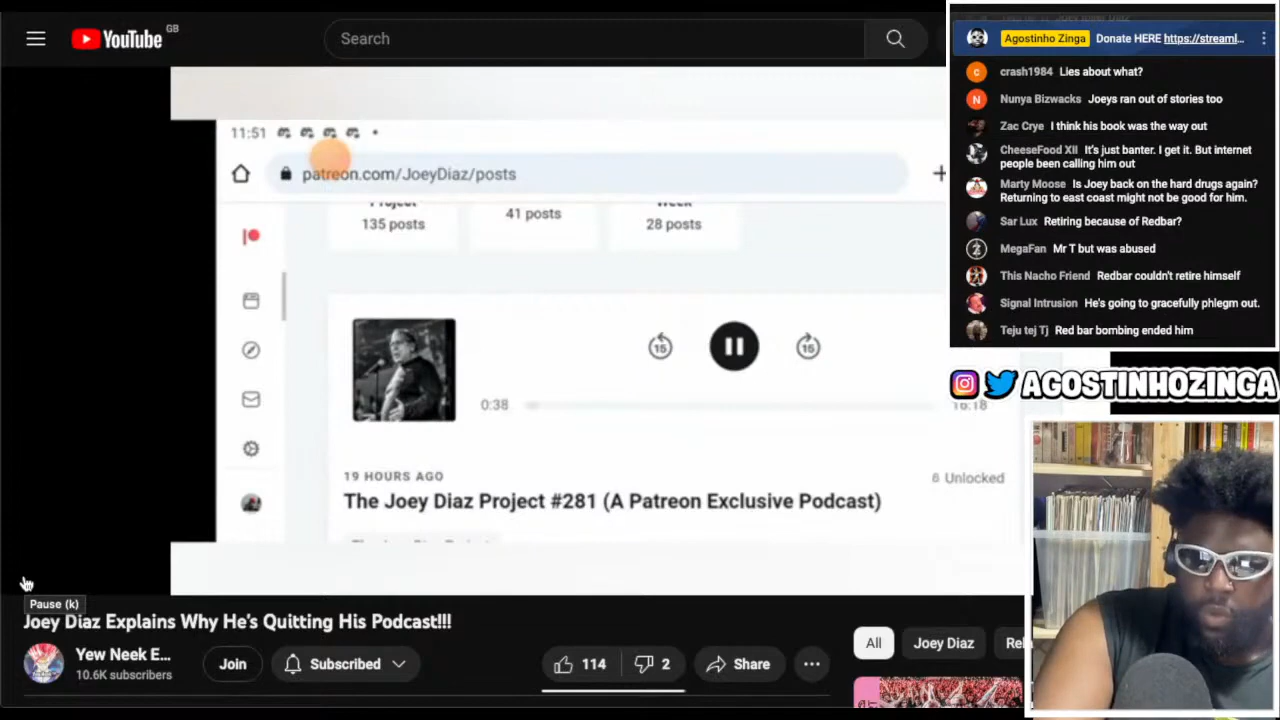 YouTube GB
Search
11:51
patreon.com/JoeyDiaz/posts
Project
Week
135 posts
41 posts
28 posts
15
15
0:38
16:18
19 HOURS AGO
Unlocked
The Joey Diaz Project #281 (A Patreon Exclusive Podcast)
Pause (k)
Joey Diaz Explains Why He's Quitting His Podcast!!!
Yew Neek E...
10.6K subscribers
Join
Subscribed
114
2
Share
All
Joey Diaz
Agostinho Zinga Donate HERE https://streaml...
crash1984 Lies about what?
Nunya Bizwacks Joeys ran out of stories too
Zac Crye I think his book was the way out
CheeseFood XII It's just banter. I get it. But internet
people been calling him out
Marty Moose Is Joey back on the hard drugs again?
Returning to east coast might not be good for him.
Sar Lux Retiring because of Redbar?
MegaFan Mr T but was abused
This Nacho Friend Redbar couldn't retire himself
Signal Intrusion He's going to gracefully phlegm out.
Teju tej Tj Red bar bombing ended him
AGOSTINHOZINGA